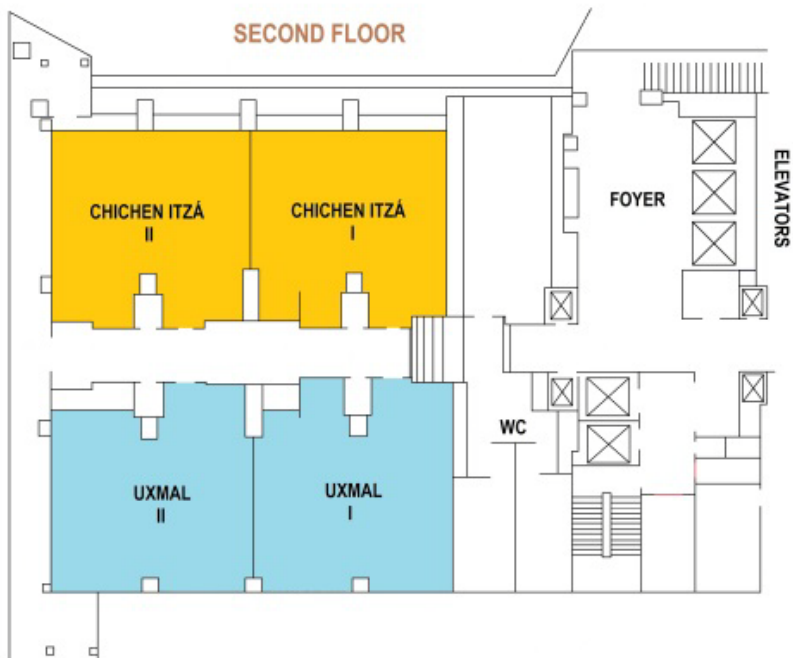 SECOND FLOOR
CHICHEN ITZÁ
II
CHICHEN ITZÁ
I
FOYER
ELEVATORS
WC
UXMAL
II
UXMAL
I